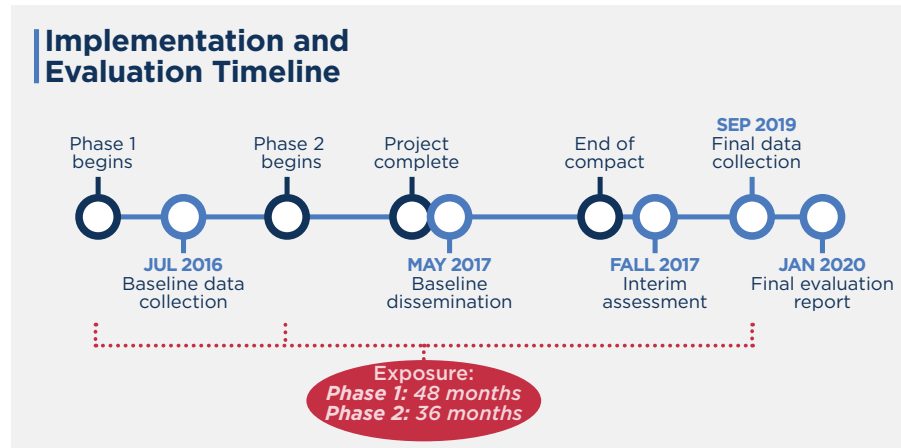 Implementation and
Evaluation Timeline
Phase 1
begins
Phase 2
begins
Project
complete
End of
compact
SEP 2019
Final data
collection
JUL 2016
Baseline data
collection
MAY 2017
Baseline
dissemination
FALL 2017
Interim
assessment
JAN 2020
Final evaluation
report
Exposure:
Phase 1: 48 months
Phase 2: 36 months